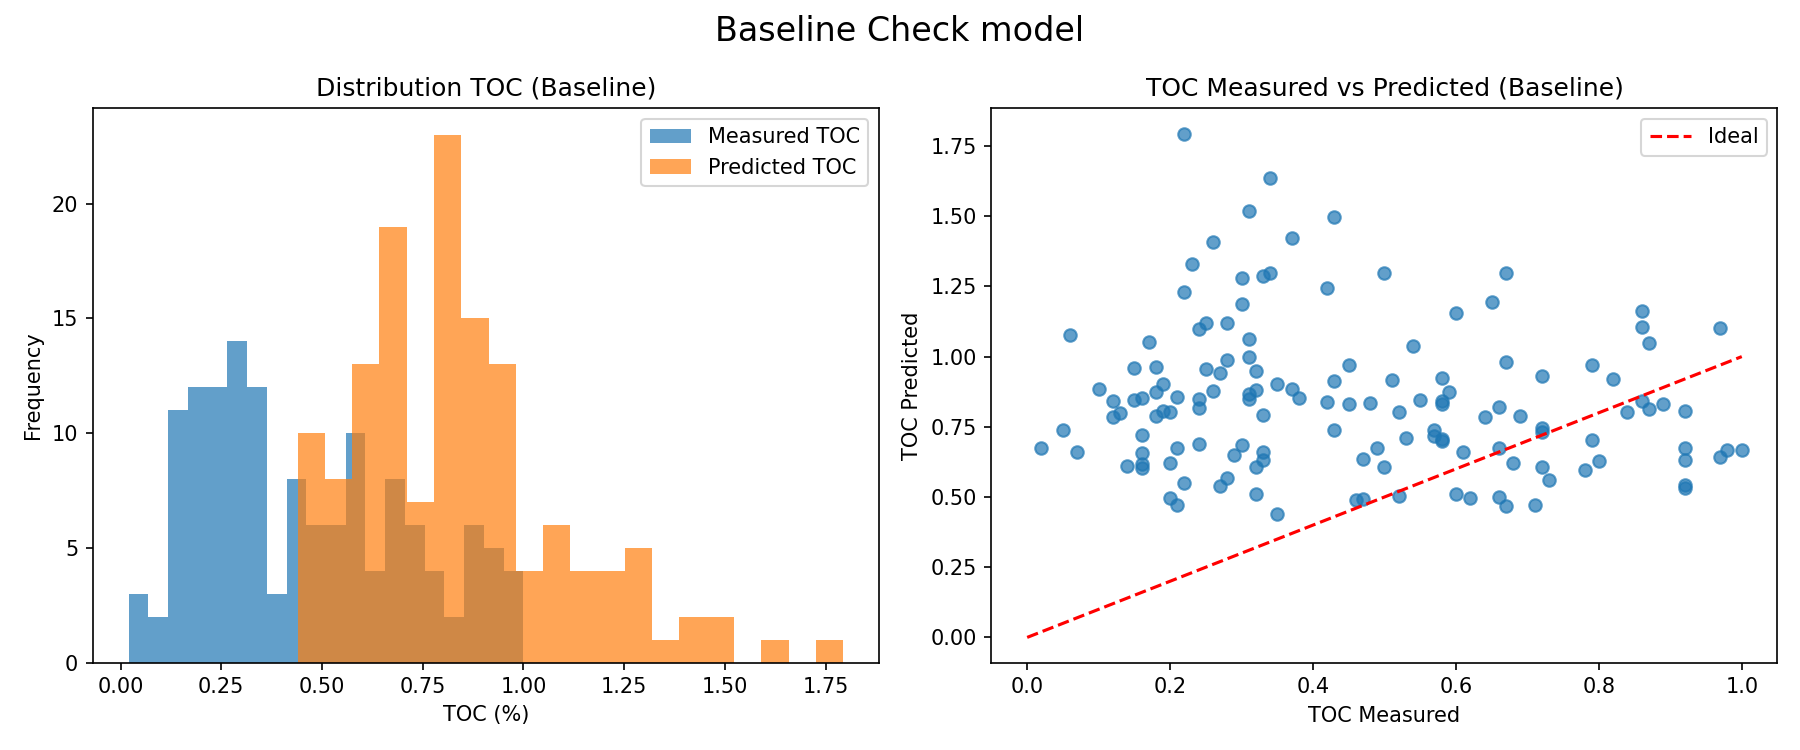 Baseline Check model
Distribution TOC (Baseline)
Measured TOC
Predicted TOC
Frequency
20
15
10
5
0
0.00 0.25 0.50 0.75 1.00 1.25 1.50 1.75
TOC (%)
TOC Measured vs Predicted (Baseline)
Ideal
TOC Predicted
1.75
1.50
1.25
1.00
0.75
0.50
0.25
0.00
0.0 0.2 0.4 0.6 0.8 1.0
TOC Measured